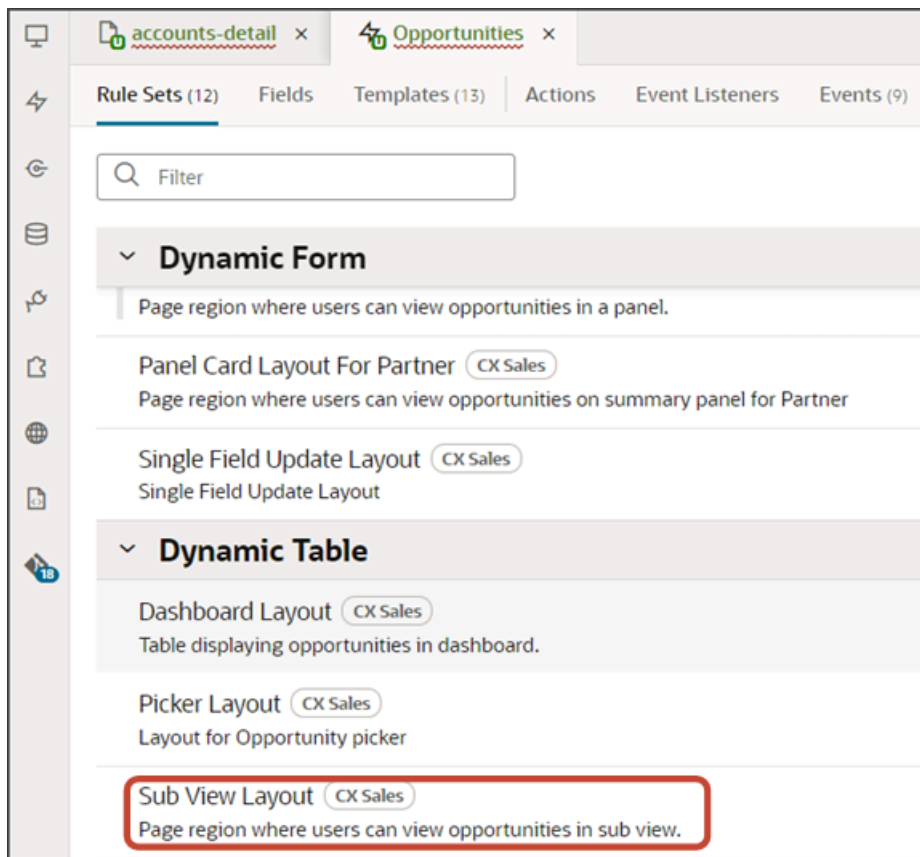 accounts-detail × Opportunities ×
Rule Sets (12) Fields Templates (13) Actions Event Listeners Events (9)
Filter
Dynamic Form
Page region where users can view opportunities in a panel.
Panel Card Layout For Partner CX Sales
Page region where users can view opportunities on summary panel for Partner
Single Field Update Layout CX Sales
Single Field Update Layout
Dynamic Table
18
Dashboard Layout CX Sales
Table displaying opportunities in dashboard.
Picker Layout CX Sales
Layout for Opportunity picker
Sub View Layout CX Sales
Page region where users can view opportunities in sub view.